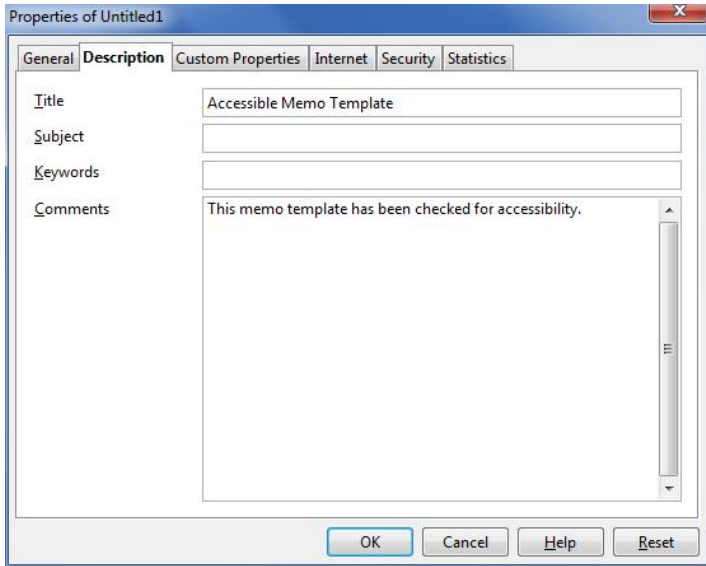 Properties of Untitled1
General Description Custom Properties Internet Security Statistics
Title Accessible Memo Template
Subject
Keywords
Comments This memo template has been checked for accessibility.
OK Cancel Help Reset